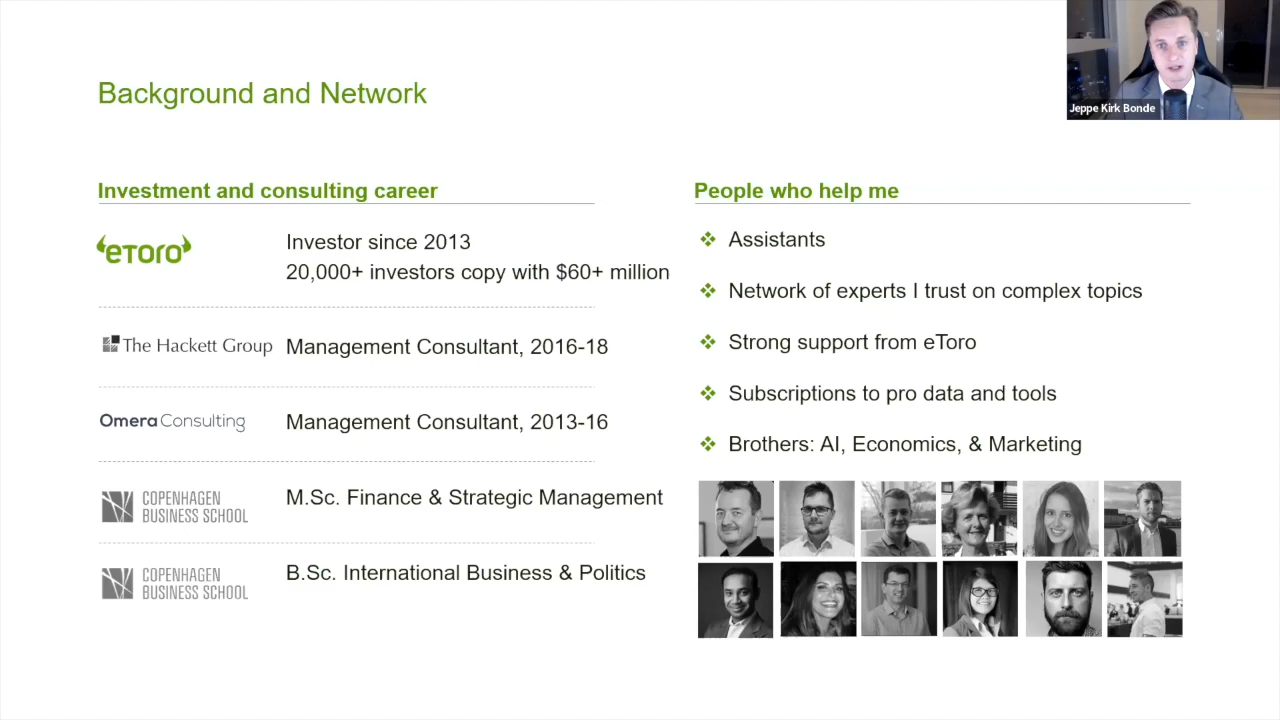 Jeppe Kirk Bonde
Background and Network
Investment and consulting career
eToro
Investor since 2013
20,000+ investors copy with $60+ million
The Hackett Group
Management Consultant, 2016-18
Omera Consulting
Management Consultant, 2013-16
COPENHAGEN
BUSINESS SCHOOL
M.Sc. Finance & Strategic Management
COPENHAGEN
BUSINESS SCHOOL
B.Sc. International Business & Politics
People who help me
❖ Assistants
❖ Network of experts I trust on complex topics
❖ Strong support from eToro
❖ Subscriptions to pro data and tools
❖ Brothers: AI, Economics, & Marketing